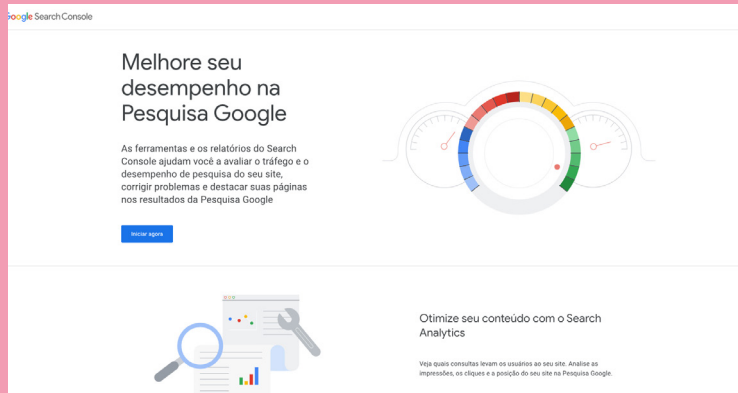 Google Search Console
Melhore seu
desempenho na
Pesquisa Google
As ferramentas e os relatórios do Search
Console ajudam você a avaliar o tráfego e o
desempenho de pesquisa do seu site,
corrigir problemas e destacar suas páginas
nos resultados da Pesquisa Google
Iniciar agora
Otimize seu conteúdo com o Search
Analytics
Veja quais consultas levam os usuários ao seu site. Analise as
impressões, os cliques e a posição do seu site na Pesquisa Google.